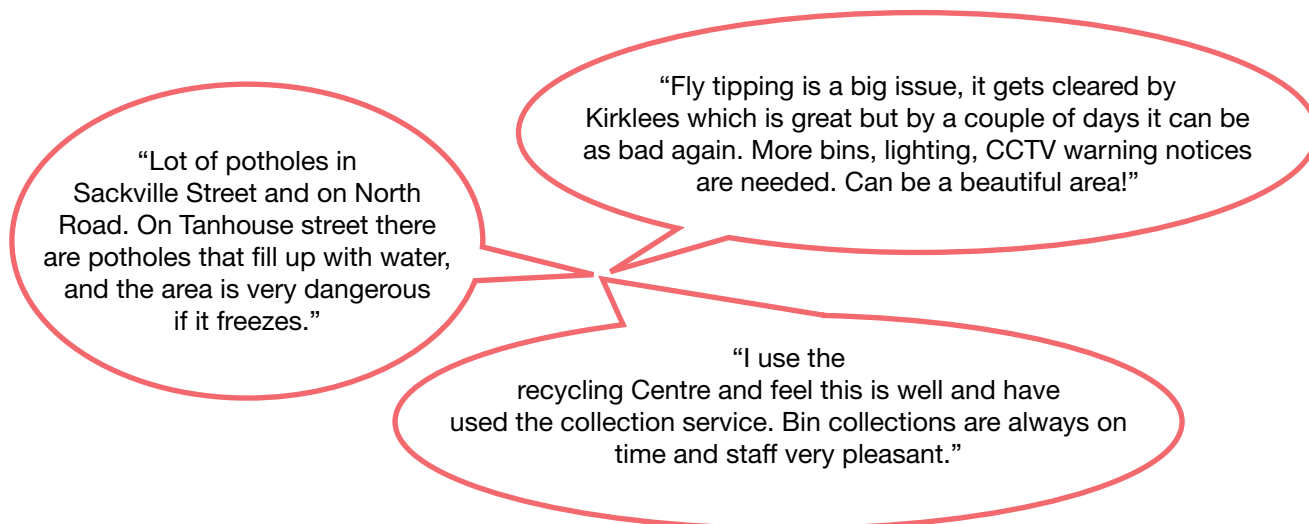 “Lot of potholes in
Sackville Street and on North
Road. On Tanhouse street there
are potholes that fill up with water,
and the area is very dangerous
if it freezes.”
“Fly tipping is a big issue, it gets cleared by
Kirklees which is great but by a couple of days it can be
as bad again. More bins, lighting, CCTV warning notices
are needed. Can be a beautiful area!”
“I use the
recycling Centre and feel this is well and have
used the collection service. Bin collections are always on
time and staff very pleasant.”